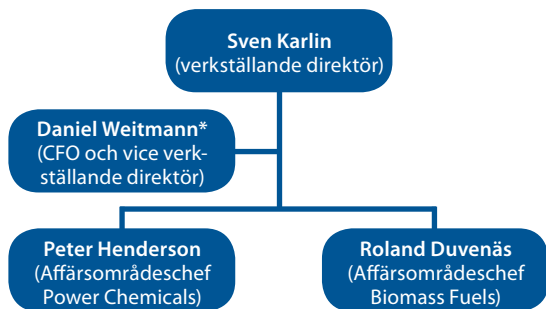 Sven Karlin
(verkställande direktör)
Daniel Weitmann*
(CFO och vice verk-
ställande direktör)
Peter Henderson
(Affärsområdeschef
Power Chemicals)
Roland Duvenäs
(Affärsområdeschef
Biomass Fuels)